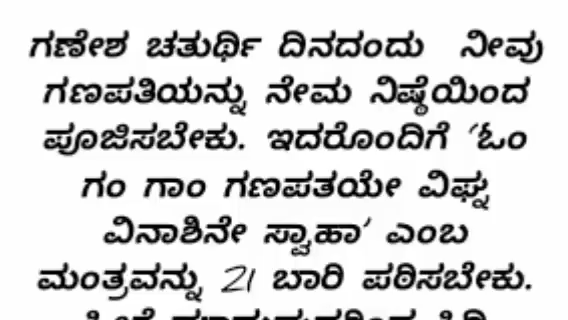 ಗಣೇಶ ಚತುರ್ಥಿ ದಿನದಂದು ನೀವು
ಗಣಪತಿಯನ್ನು ನೇಮ ನಿಷ್ಠೆಯಿಂದ
ಪೂಜಿಸಬೇಕು. ಇದರೊಂದಿಗೆ ‘ಓಂ
ಗಂ ಗಾಂ ಗಣಪತಯೇ ವಿಘ್ನ
ವಿನಾಶಿನೇ ಸ್ವಾಹಾ’ ಎಂಬ
ಮಂತ್ರವನ್ನು 21 ಬಾರಿ ಪಠಿಸಬೇಕು.